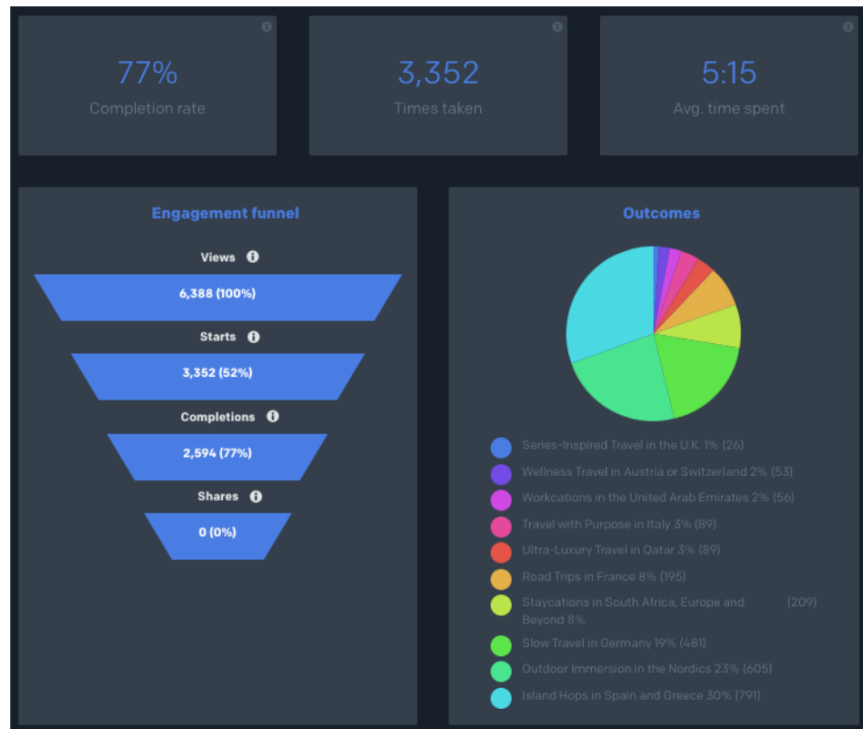 77%
Completion rate
3,352
Times taken
5:15
Avg. time spent
Engagement funnel
Views
6,388 (100%)
Starts
3,352 (52%)
Completions
2,594 (77%)
Shares
0 (0%)
Outcomes
Series-Inspired Travel in the U.K. 1% (26)
Wellness Travel in Austria or Switzerland 2% (53)
Workcations in the United Arab Emirates 2% (56)
Travel with Purpose in Italy 3% (89)
Ultra-Luxury Travel in Qatar 3% (89)
Road Trips in France 8% (195)
Staycations in South Africa, Europe and (209)
Beyond 8%
Slow Travel in Germany 19% (481)
Outdoor Immersion in the Nordics 23% (605)
Island Hops in Spain and Greece 30% (791)